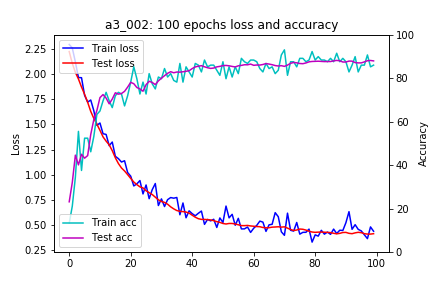 a3_002: 100 epochs loss and accuracy
Train loss
Test loss
Train acc
Test acc
Loss
2.25
2.00
1.75
1.50
1.25
1.00
0.75
0.50
0.25
Accuracy
100
80
60
40
20
0
0 20 40 60 80 100